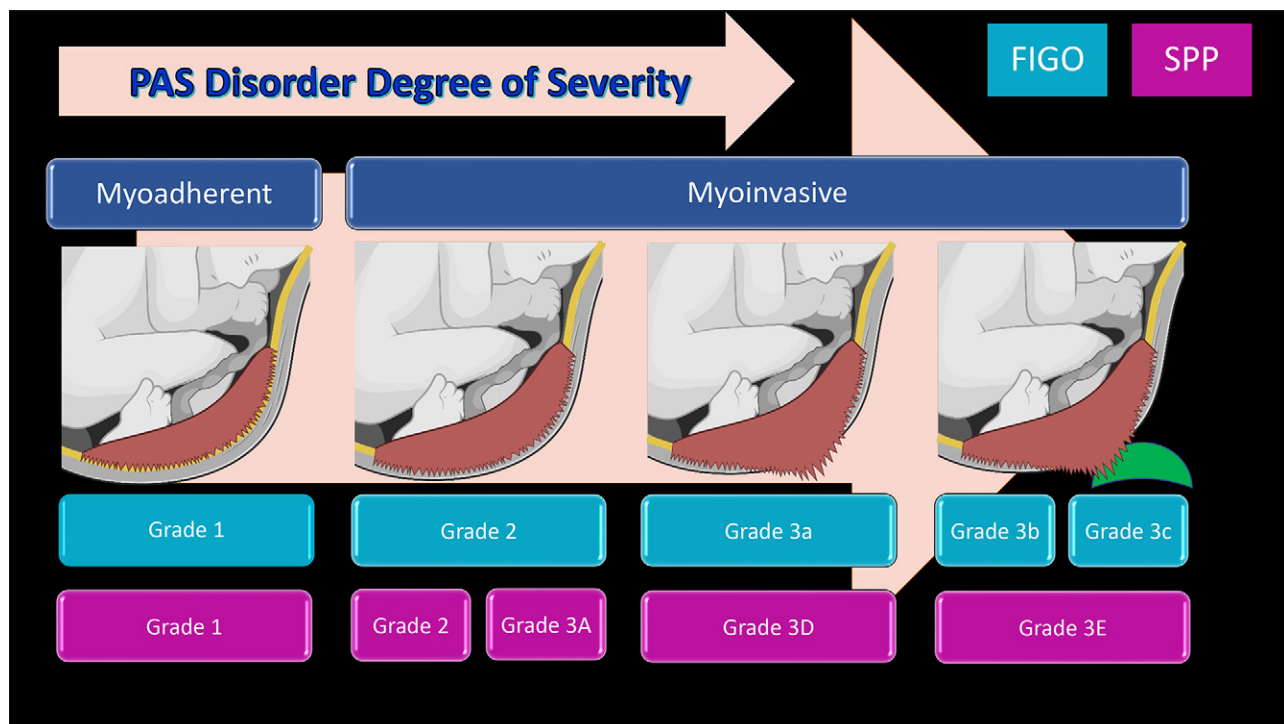 PAS Disorder Degree of Severity
FIGO
SPP
Myoadherent
Myoinvasive
Grade 1
Grade 2
Grade 3a
Grade 3b
Grade 3c
Grade 1
Grade 2
Grade 3A
Grade 3D
Grade 3E